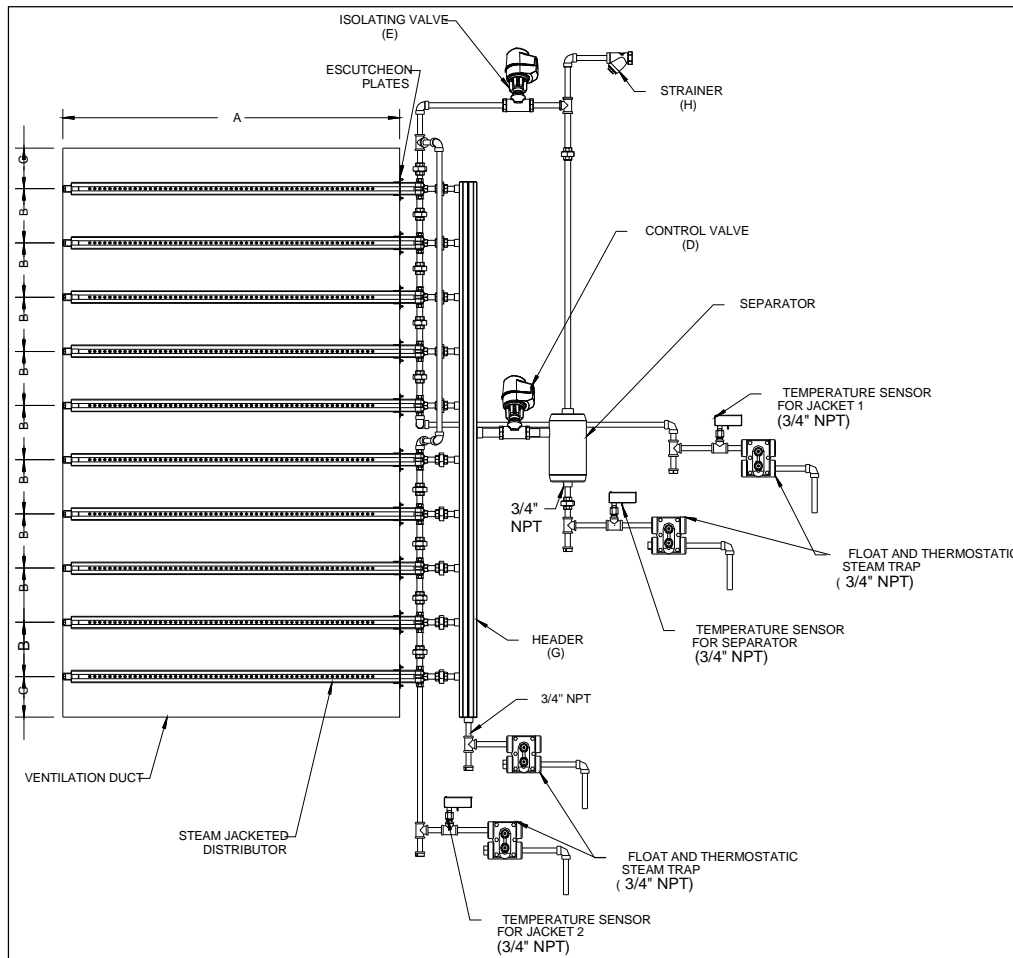 ISOLATING VALVE
(E)
ESCUTCHEON
PLATES
STRAINER
(H)
A
C
B
B
B
B
B
B
B
B
B
C
CONTROL VALVE
(D)
SEPARATOR
TEMPERATURE SENSOR
FOR JACKET 1
(3/4" NPT)
3/4"
NPT
FLOAT AND THERMOSTATIC
STEAM TRAP
( 3/4" NPT)
TEMPERATURE SENSOR
FOR SEPARATOR
(3/4" NPT)
HEADER
(G)
3/4" NPT
VENTILATION DUCT
STEAM JACKETED
DISTRIBUTOR
FLOAT AND THERMOSTATIC
STEAM TRAP
( 3/4" NPT)
TEMPERATURE SENSOR
FOR JACKET 2
(3/4" NPT)